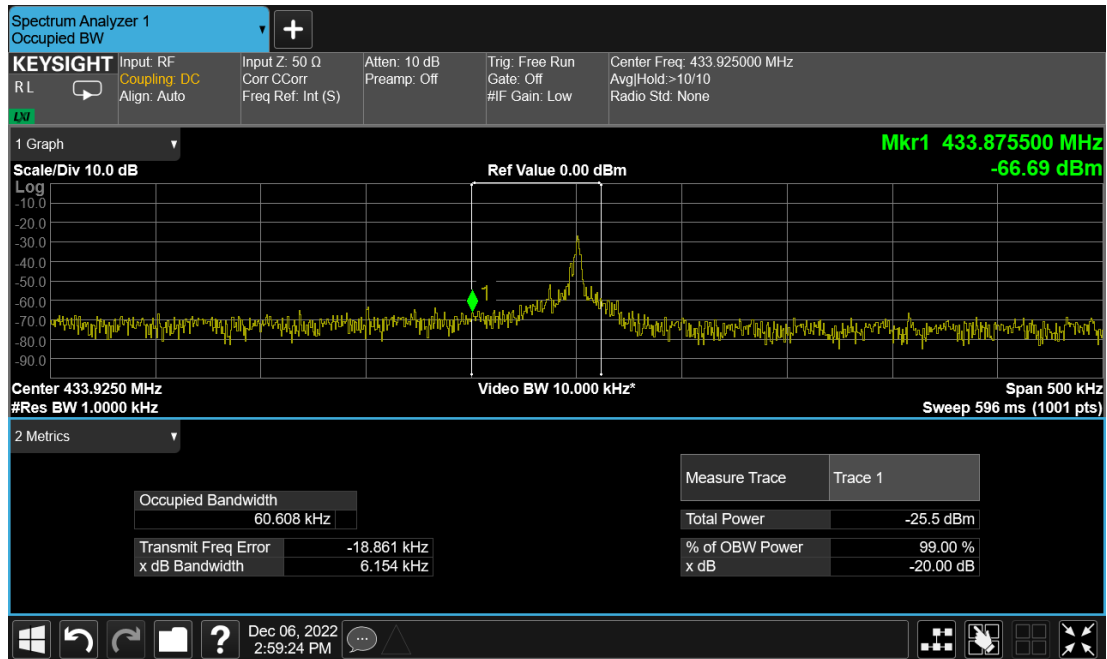 Spectrum Analyzer 1
Occupied BW
KEYSIGHT
R L
LXI
Input: RF
Coupling: DC
Align: Auto
Input Z: 50 Ω
Corr CCorr
Freq Ref: Int (S)
Atten: 10 dB
Preamp: Off
Trig: Free Run
Gate: Off
#IF Gain: Low
Center Freq: 433.925000 MHz
Avg|Hold:>10/10
Radio Std: None
1 Graph
Mkr1 433.875500 MHz
-66.69 dBm
Scale/Div 10.0 dB
Ref Value 0.00 dBm
Log
-10.0
-20.0
-30.0
-40.0
-50.0
-60.0
-70.0
-80.0
-90.0
1
Center 433.9250 MHz
#Res BW 1.0000 kHz
Video BW 10.000 kHz*
Span 500 kHz
Sweep 596 ms (1001 pts)
2 Metrics
Occupied Bandwidth
60.608 kHz
Transmit Freq Error -18.861 kHz
x dB Bandwidth 6.154 kHz
Measure Trace Trace 1
Total Power -25.5 dBm
% of OBW Power 99.00 %
x dB -20.00 dB
Dec 06, 2022
2:59:24 PM